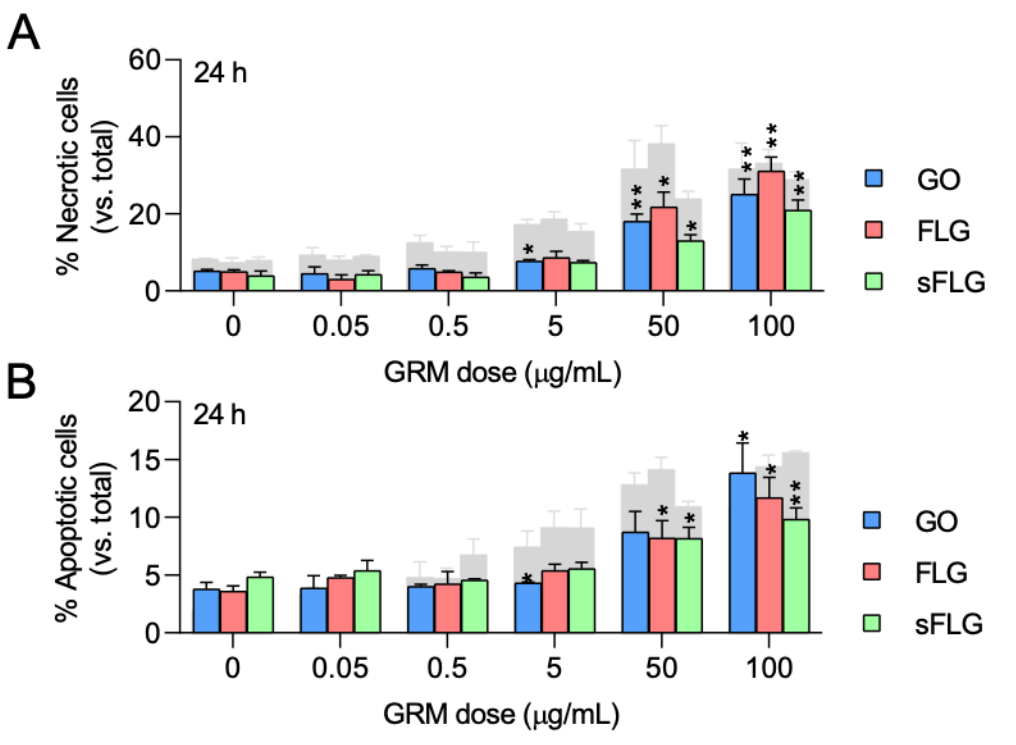 A
% Necrotic cells
(vs. total)
24 h
60
40
20
0
* * * * * * * * * * *
0 0.05 0.5 5 50 100
GRM dose (μg/mL)
GO
FLG
sFLG
B
% Apoptotic cells
(vs. total)
24 h
20
15
10
5
0
* * * * * * *
0 0.05 0.5 5 50 100
GRM dose (μg/mL)
GO
FLG
sFLG